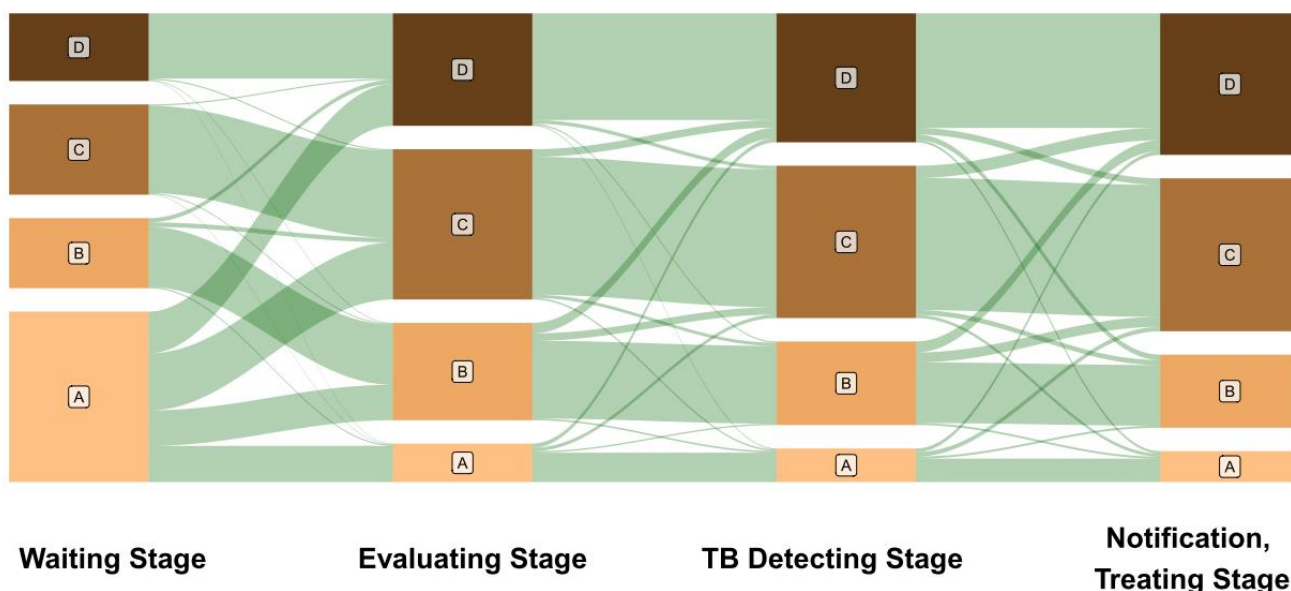 D
C
B
A
D
C
B
A
D
C
B
A
D
C
B
A
Waiting Stage
Evaluating Stage
TB Detecting Stage
Notification,
Treating Stage